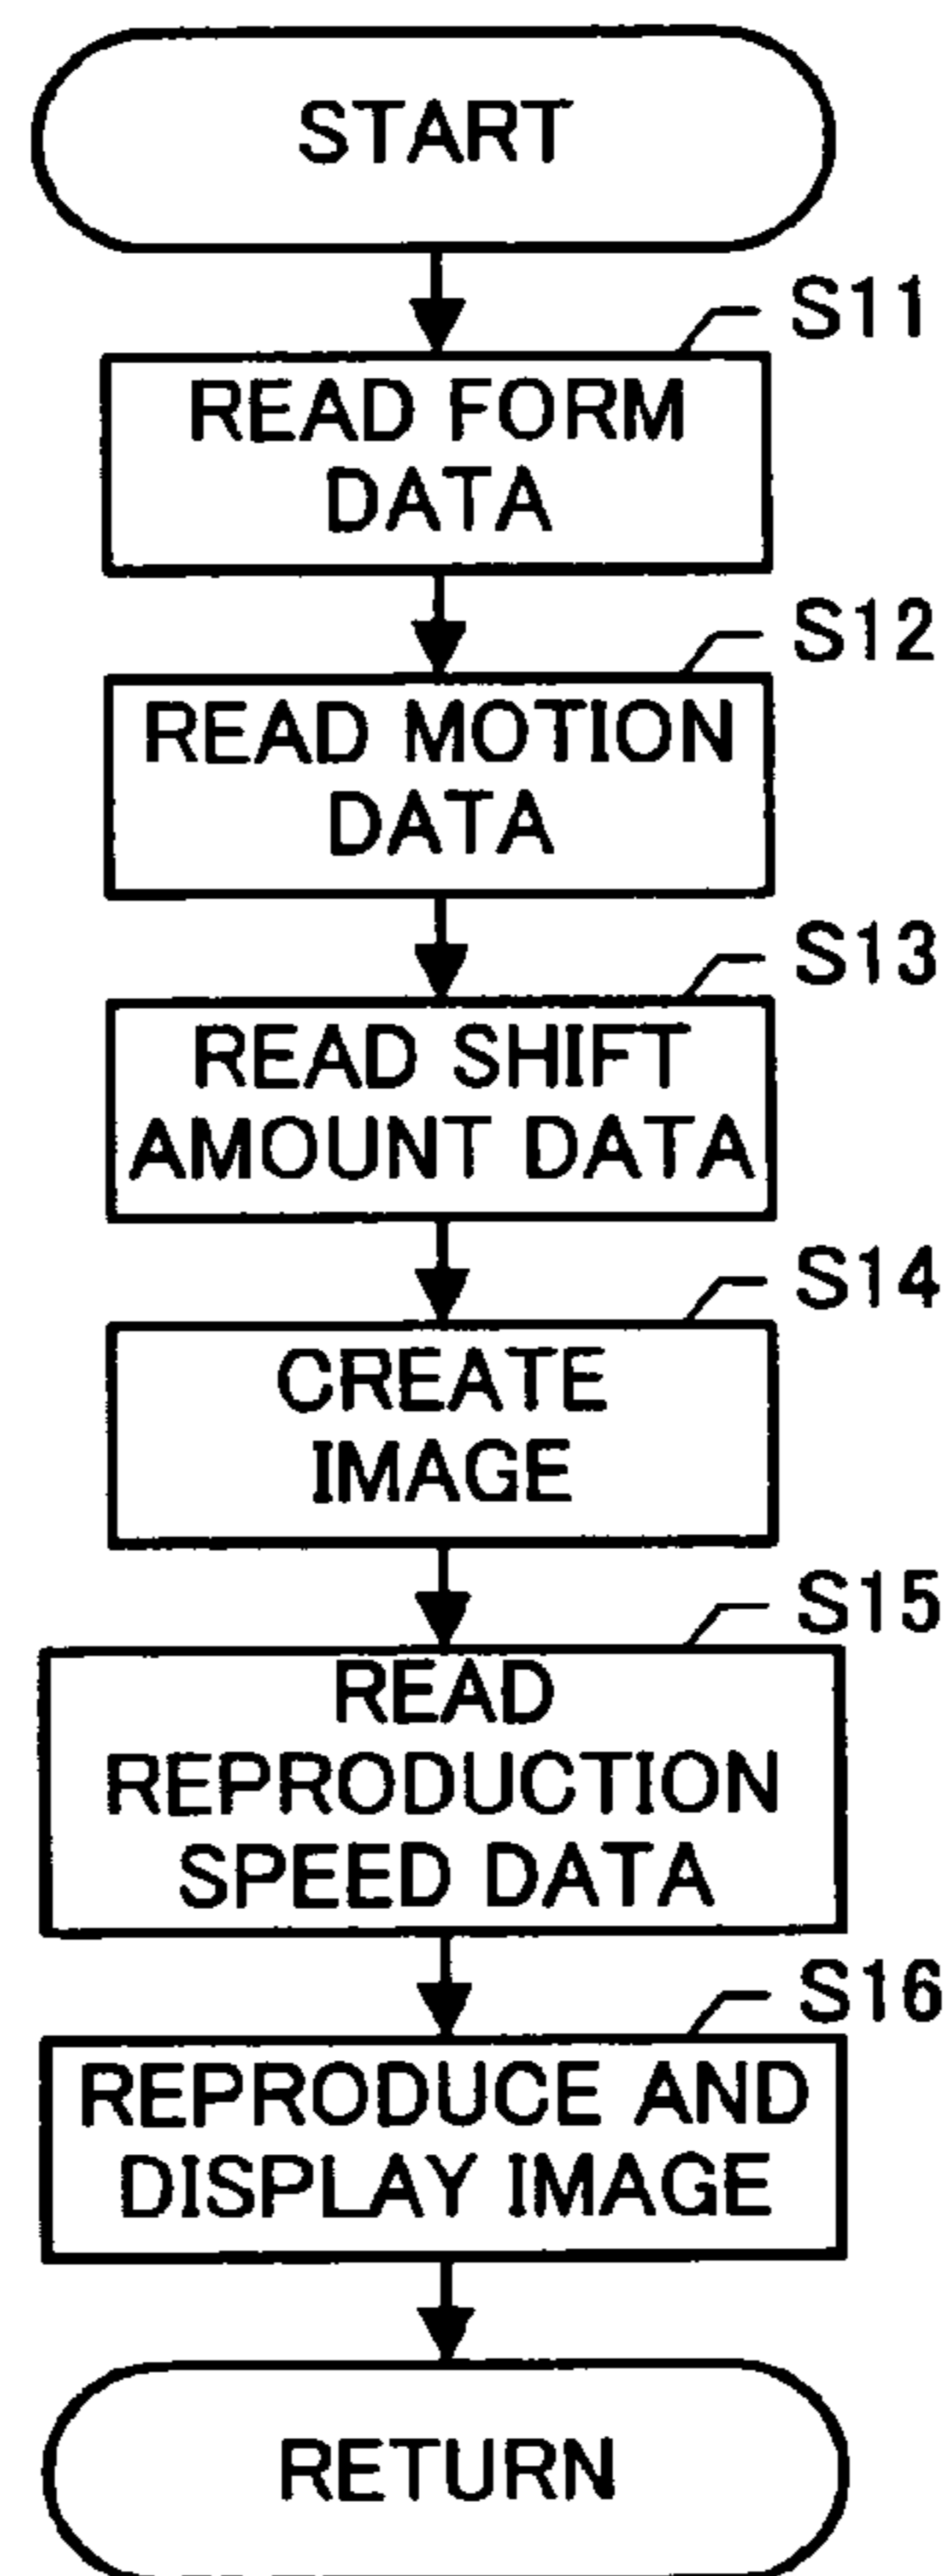 START
S11
READ FORM
DATA
S12
READ MOTION
DATA
S13
READ SHIFT
AMOUNT DATA
S14
CREATE
IMAGE
S15
READ
REPRODUCTION
SPEED DATA
S16
REPRODUCE AND
DISPLAY IMAGE
RETURN